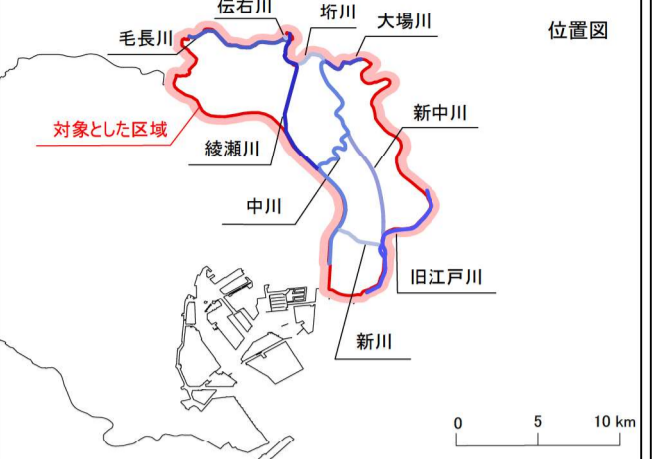 伝右川
垳川
大場川
位置図
毛長川
対象とした区域
新中川
綾瀬川
中川
旧江戸川
新川
0 5 10 km